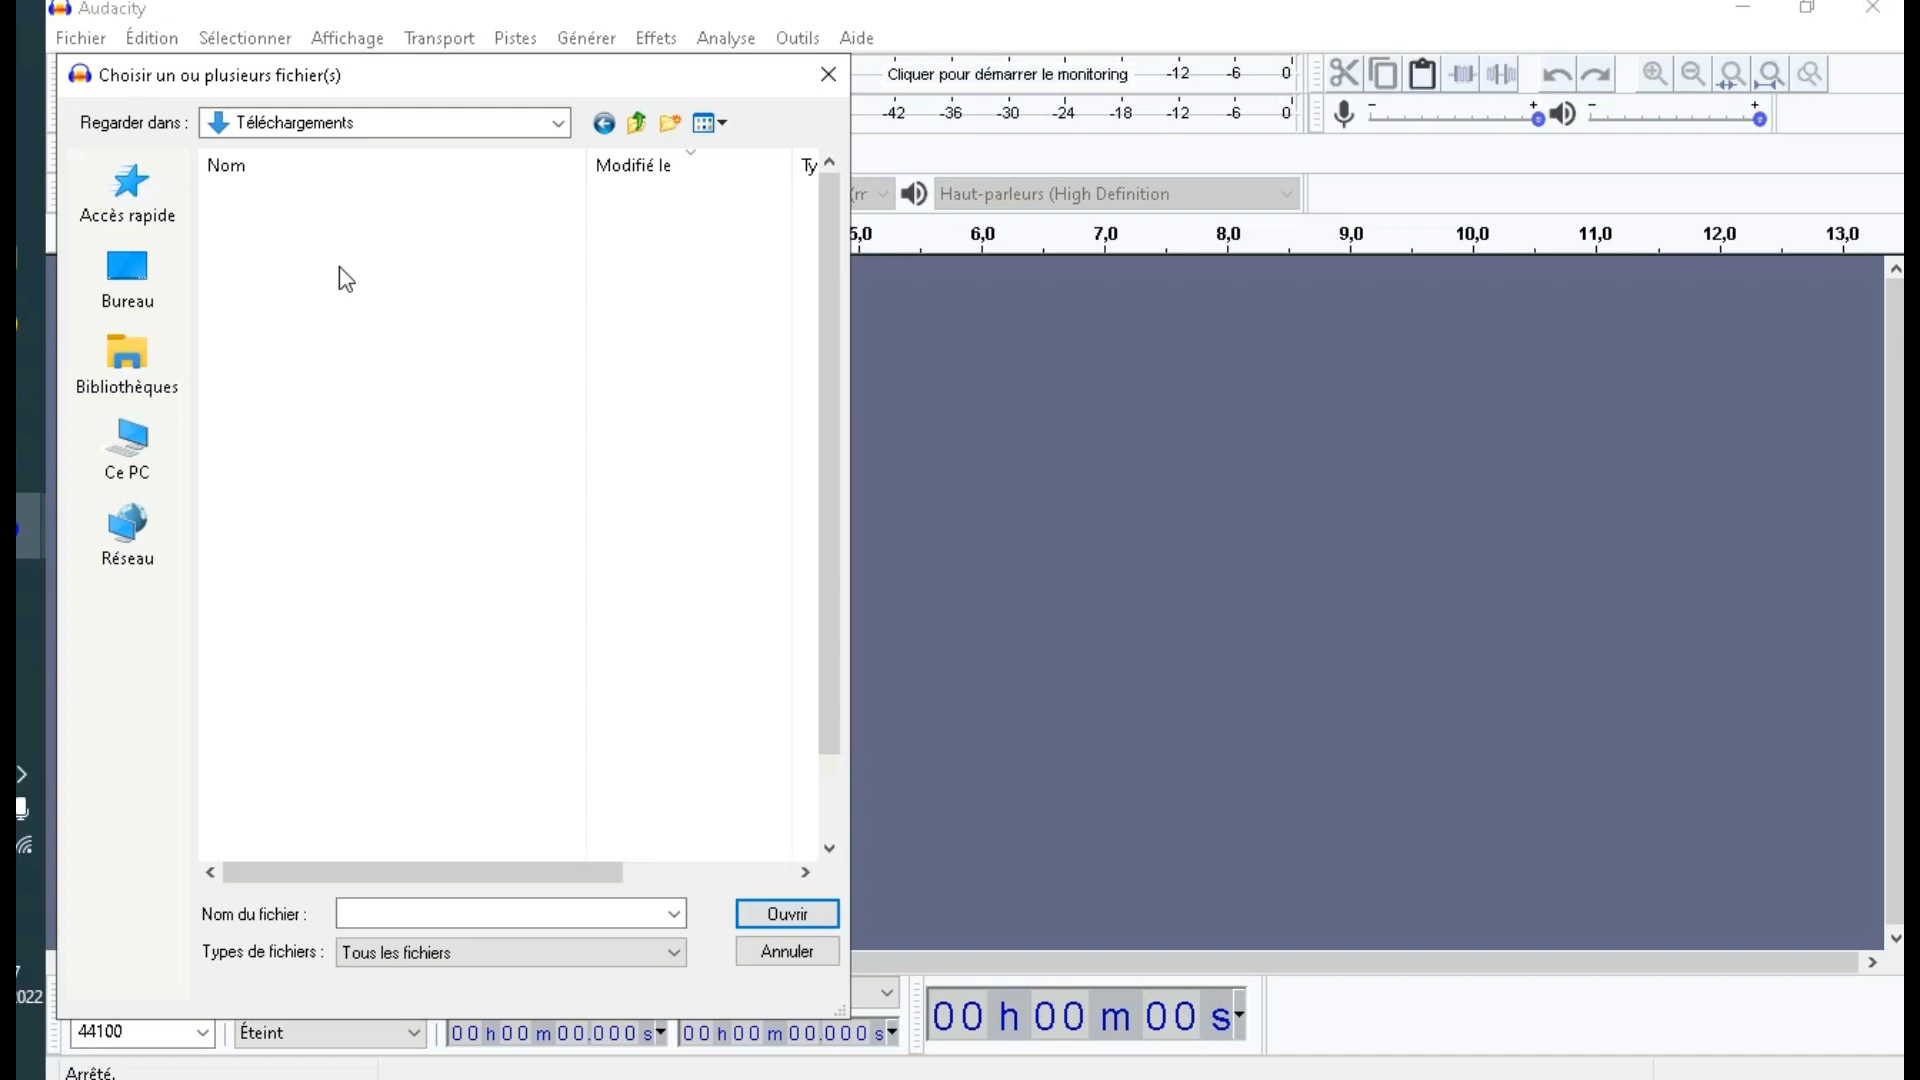 Audacity
Fichier Édition Sélectionner Affichage Transport Pistes Générer Effets Analyse Outils Aide
Choisir un ou plusieurs fichier(s)
Cliquer pour démarrer le monitoring -12 -6 0
-42 -36 -30 -24 -18 -12 -6 0
Regarder dans : Téléchargements
Nom Modifié le Ty
Haut-parleurs (High Definition
5,0 6,0 7,0 8,0 9,0 10,0 11,0 12,0 13,0
Accès rapide
Bureau
Bibliothèques
Ce PC
Réseau
Nom du fichier :
Ouvrir
Types de fichiers : Tous les fichiers
Annuler
022
44100 Éteint 00 h 00 m 00.000 s 00 h 00 m 00.000 s
00 h 00 m 00 s
Arrêté.